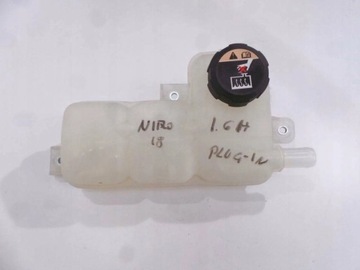 NIRO 1.6H
18 PLUG-IN